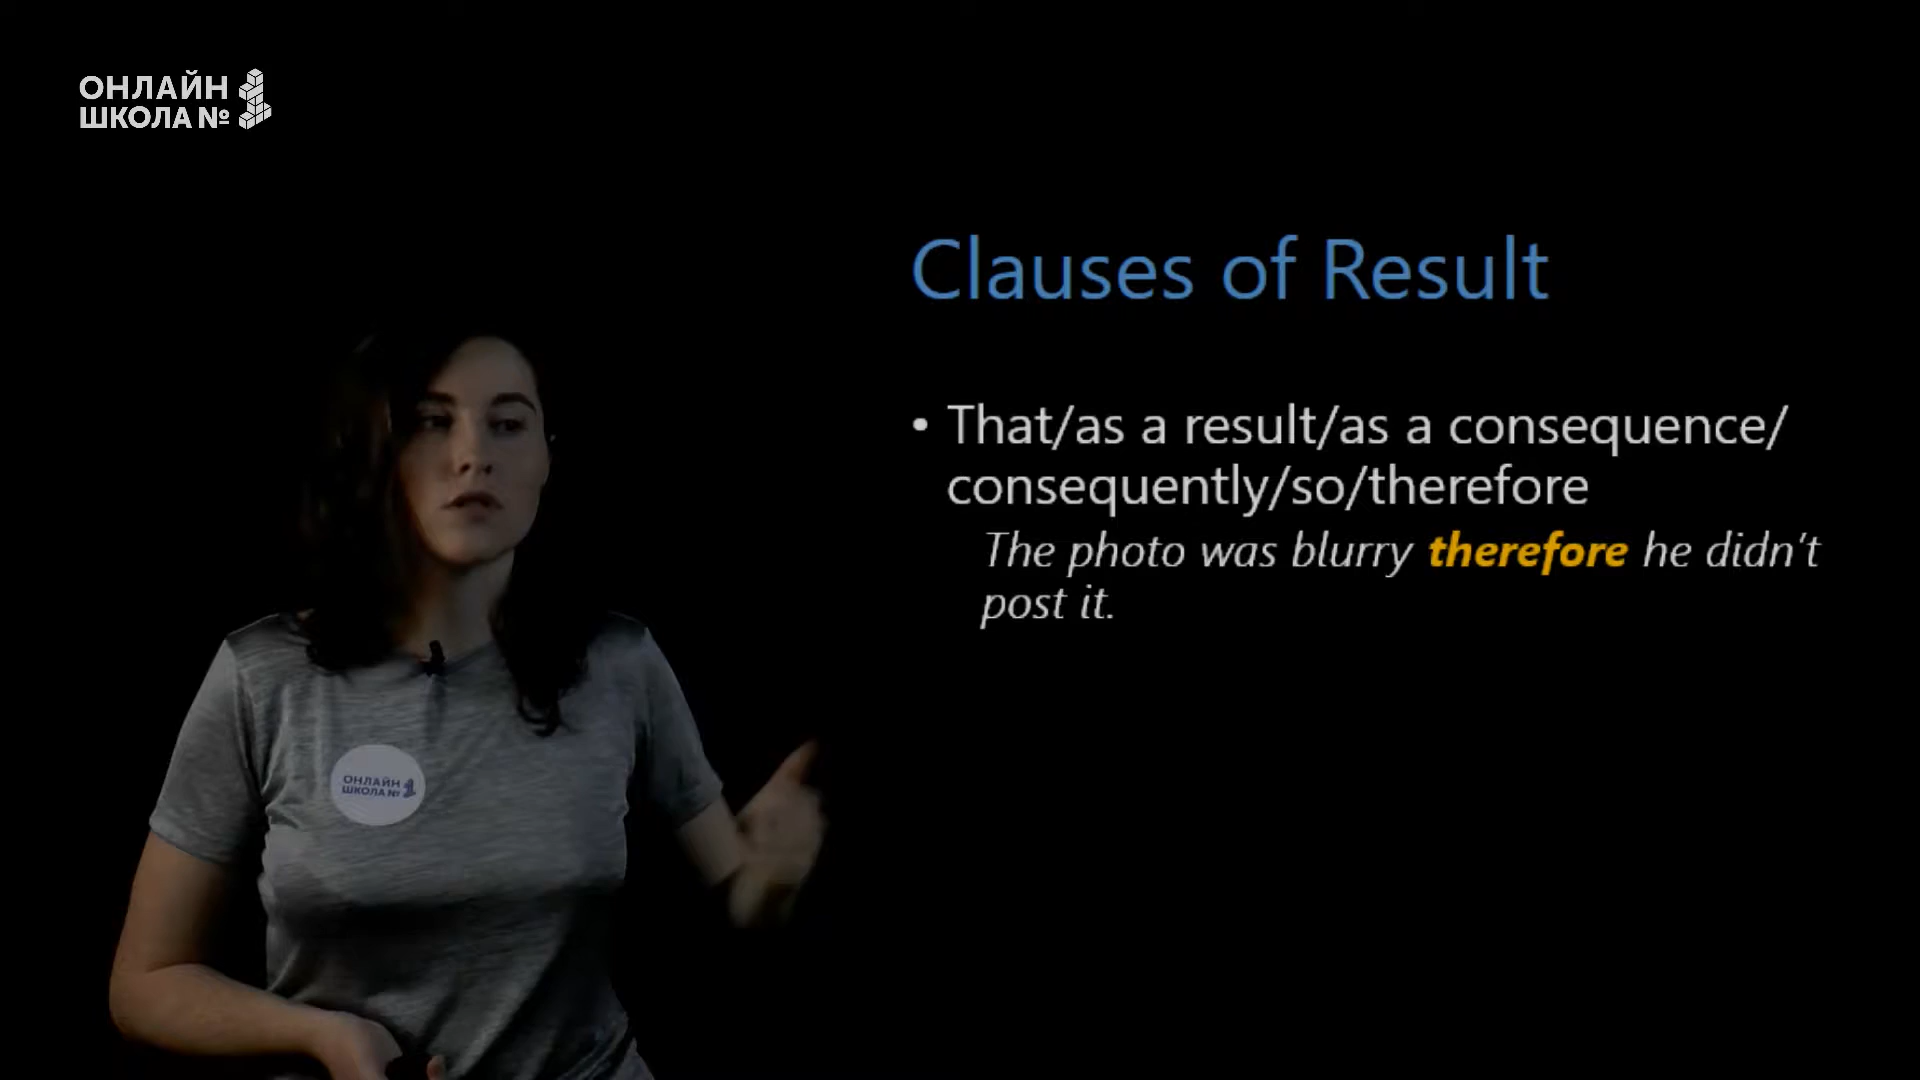 ОНЛАЙН
ШКОЛА №
Clauses of Result
• That/as a result/as a consequence/
consequently/so/therefore
The photo was blurry therefore he didn't
post it.
ОНЛАЙН
ШКОЛА №